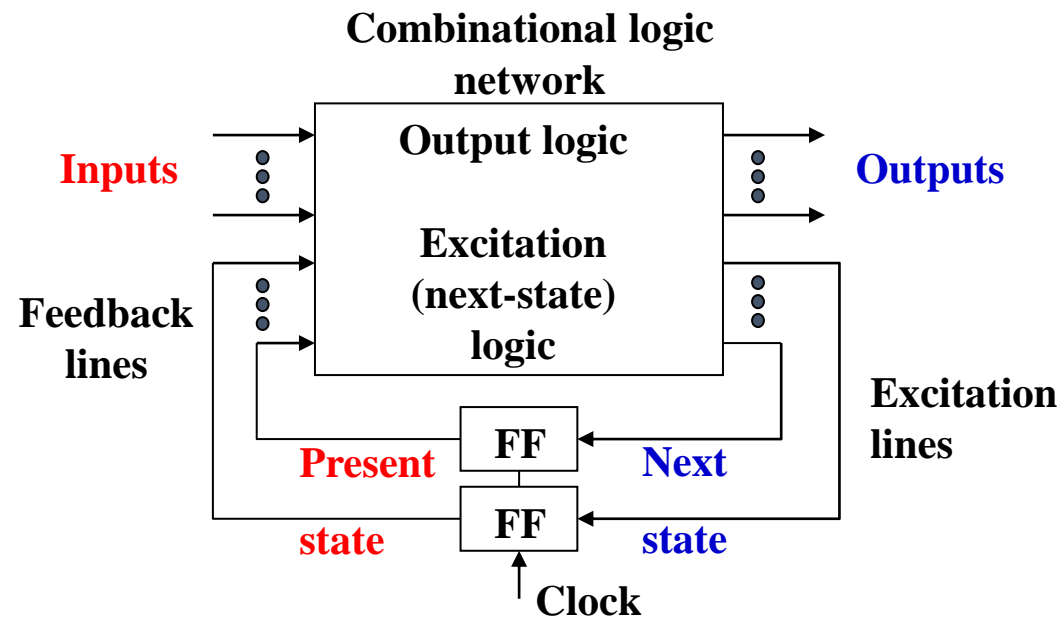 Combinational logic
network
Output logic
Inputs
Outputs
Excitation
(next-state)
logic
Feedback
lines
Excitation
lines
FF
Present
Next
FF
state
state
Clock